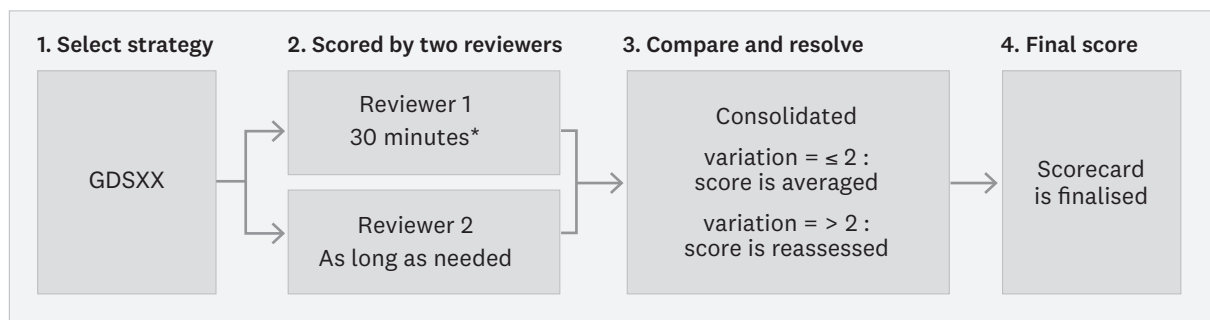 1. Select strategy
GDSXX
2. Scored by two reviewers
Reviewer 1
30 minutes*
Reviewer 2
As long as needed
3. Compare and resolve
Consolidated
variation = ≤ 2 :
score is averaged
variation = > 2 :
score is reassessed
4. Final score
Scorecard
is finalised